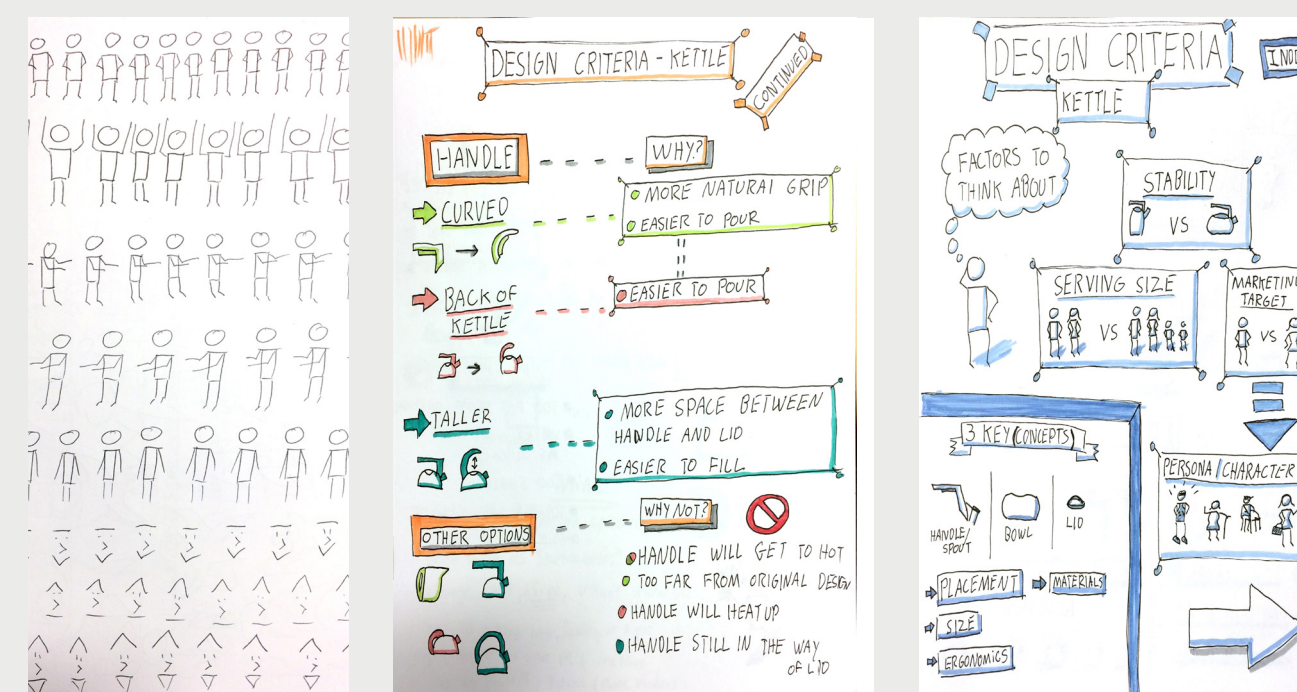 DESIGN CRITERIA - KETTLE
CONTINUED
HANDLE
WHY?
CURVED
MORE NATURAL GRIP
EASIER TO POUR
BACK OF
KETTLE
EASIER TO POUR
TALLER
MORE SPACE BETWEEN
HANDLE AND LID
EASIER TO FILL
OTHER OPTIONS
WHY NOT?
HANDLE WILL GET TO HOT
TOO FAR FROM ORIGINAL DESIGN
HANDLE WILL HEAT UP
HANDLE STILL IN THE WAY
OF LID
DESIGN CRITERIA
KETTLE
FACTORS TO
THINK ABOUT
STABILITY
VS
SERVING SIZE
VS
MARKETING
TARGET
VS
3 KEY (CONCEPTS)
HANDLE/
SPOUT
BOWL
LID
PLACEMENT
MATERIALS
SIZE
ERGONOMICS
PERSONA/CHARACTER